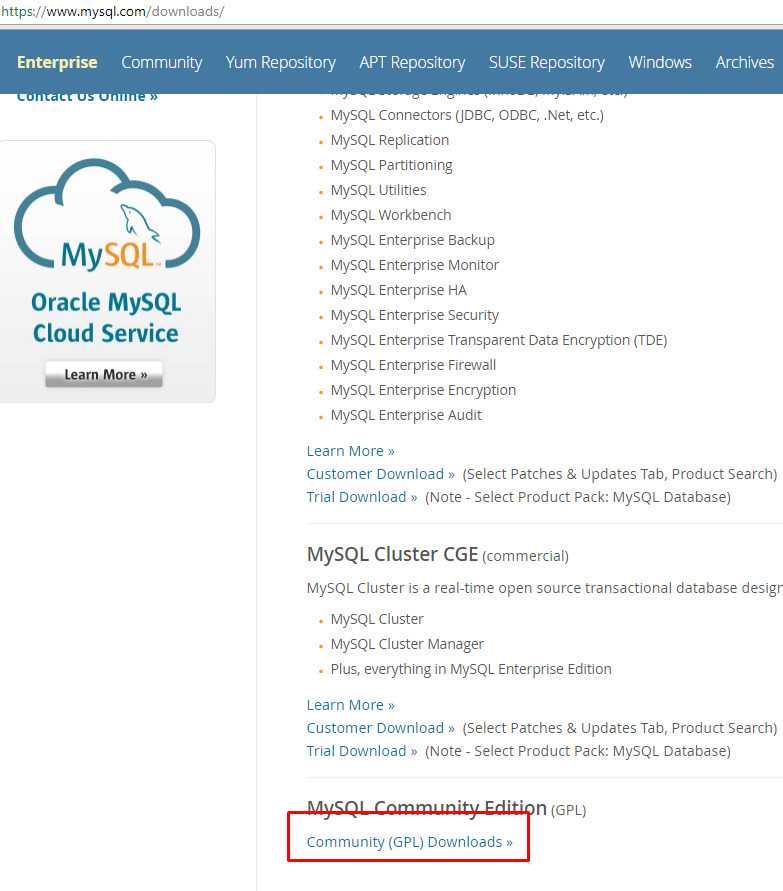 https://www.mysql.com/downloads/
Enterprise Community Yum Repository APT Repository SUSE Repository Windows Archives
Contact Us Online »
MySQL™
Oracle MySQL
Cloud Service
Learn More »
MySQL Storage Engines (InnoDB, MyISAM, etc.)
MySQL Connectors (JDBC, ODBC, .Net, etc.)
MySQL Replication
MySQL Partitioning
MySQL Utilities
MySQL Workbench
MySQL Enterprise Backup
MySQL Enterprise Monitor
MySQL Enterprise HA
MySQL Enterprise Security
MySQL Enterprise Transparent Data Encryption (TDE)
MySQL Enterprise Firewall
MySQL Enterprise Encryption
MySQL Enterprise Audit
Learn More »
Customer Download » (Select Patches & Updates Tab, Product Search)
Trial Download » (Note - Select Product Pack: MySQL Database)
MySQL Cluster CGE (commercial)
MySQL Cluster is a real-time open source transactional database design
MySQL Cluster
MySQL Cluster Manager
Plus, everything in MySQL Enterprise Edition
Learn More »
Customer Download » (Select Patches & Updates Tab, Product Search)
Trial Download » (Note - Select Product Pack: MySQL Database)
MySQL Community Edition (GPL)
Community (GPL) Downloads »